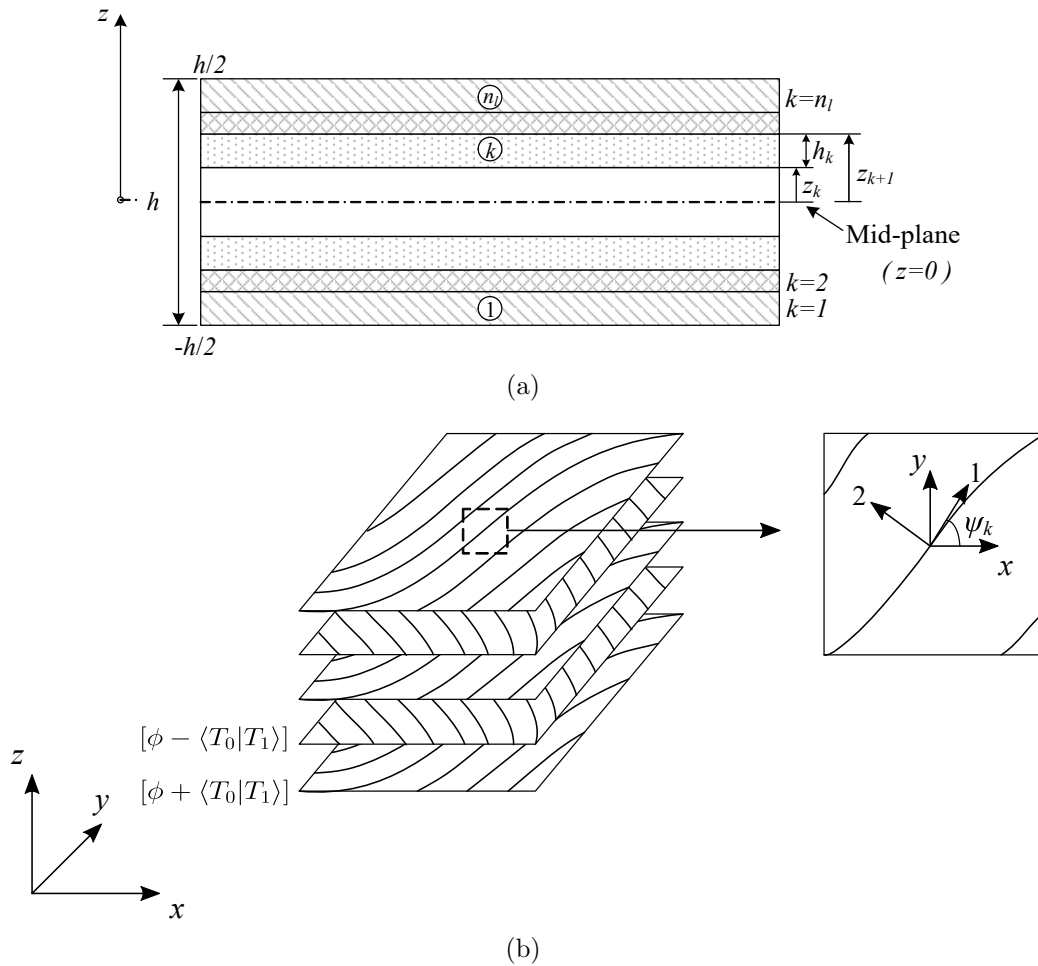 z
h/2
n_l
k=n_l
k
h_k
z_k
z_{k+1}
h
Mid-plane
(z=0)
k=2
1
k=1
-h/2
(a)
y
1
2
ψ_k
x
[ϕ − ⟨T_0|T_1⟩]
[ϕ + ⟨T_0|T_1⟩]
z
y
x
(b)